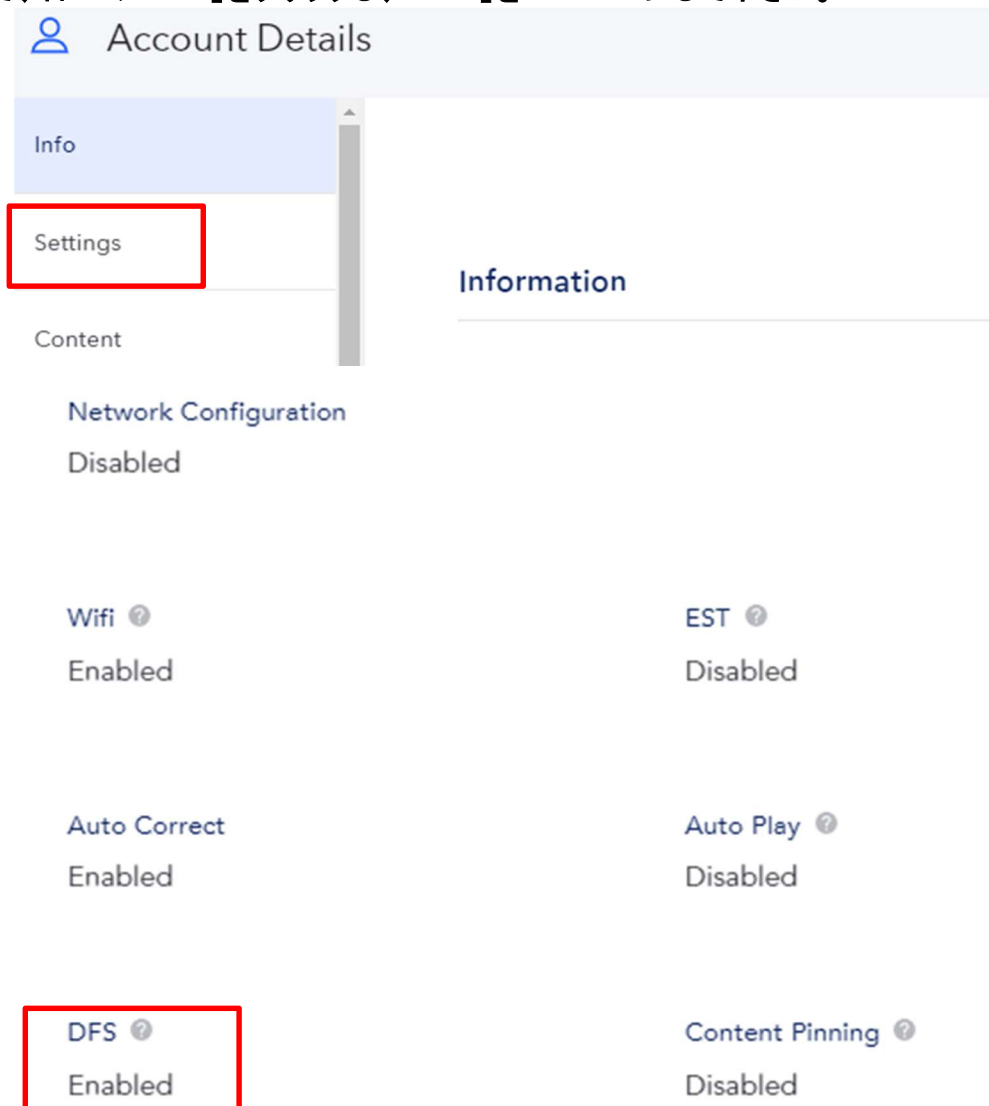 Account Details
Info
Settings
Information
Content
Network Configuration
Disabled
Wifi
EST
Enabled
Disabled
Auto Correct
Auto Play
Enabled
Disabled
DFS
Content Pinning
Enabled
Disabled